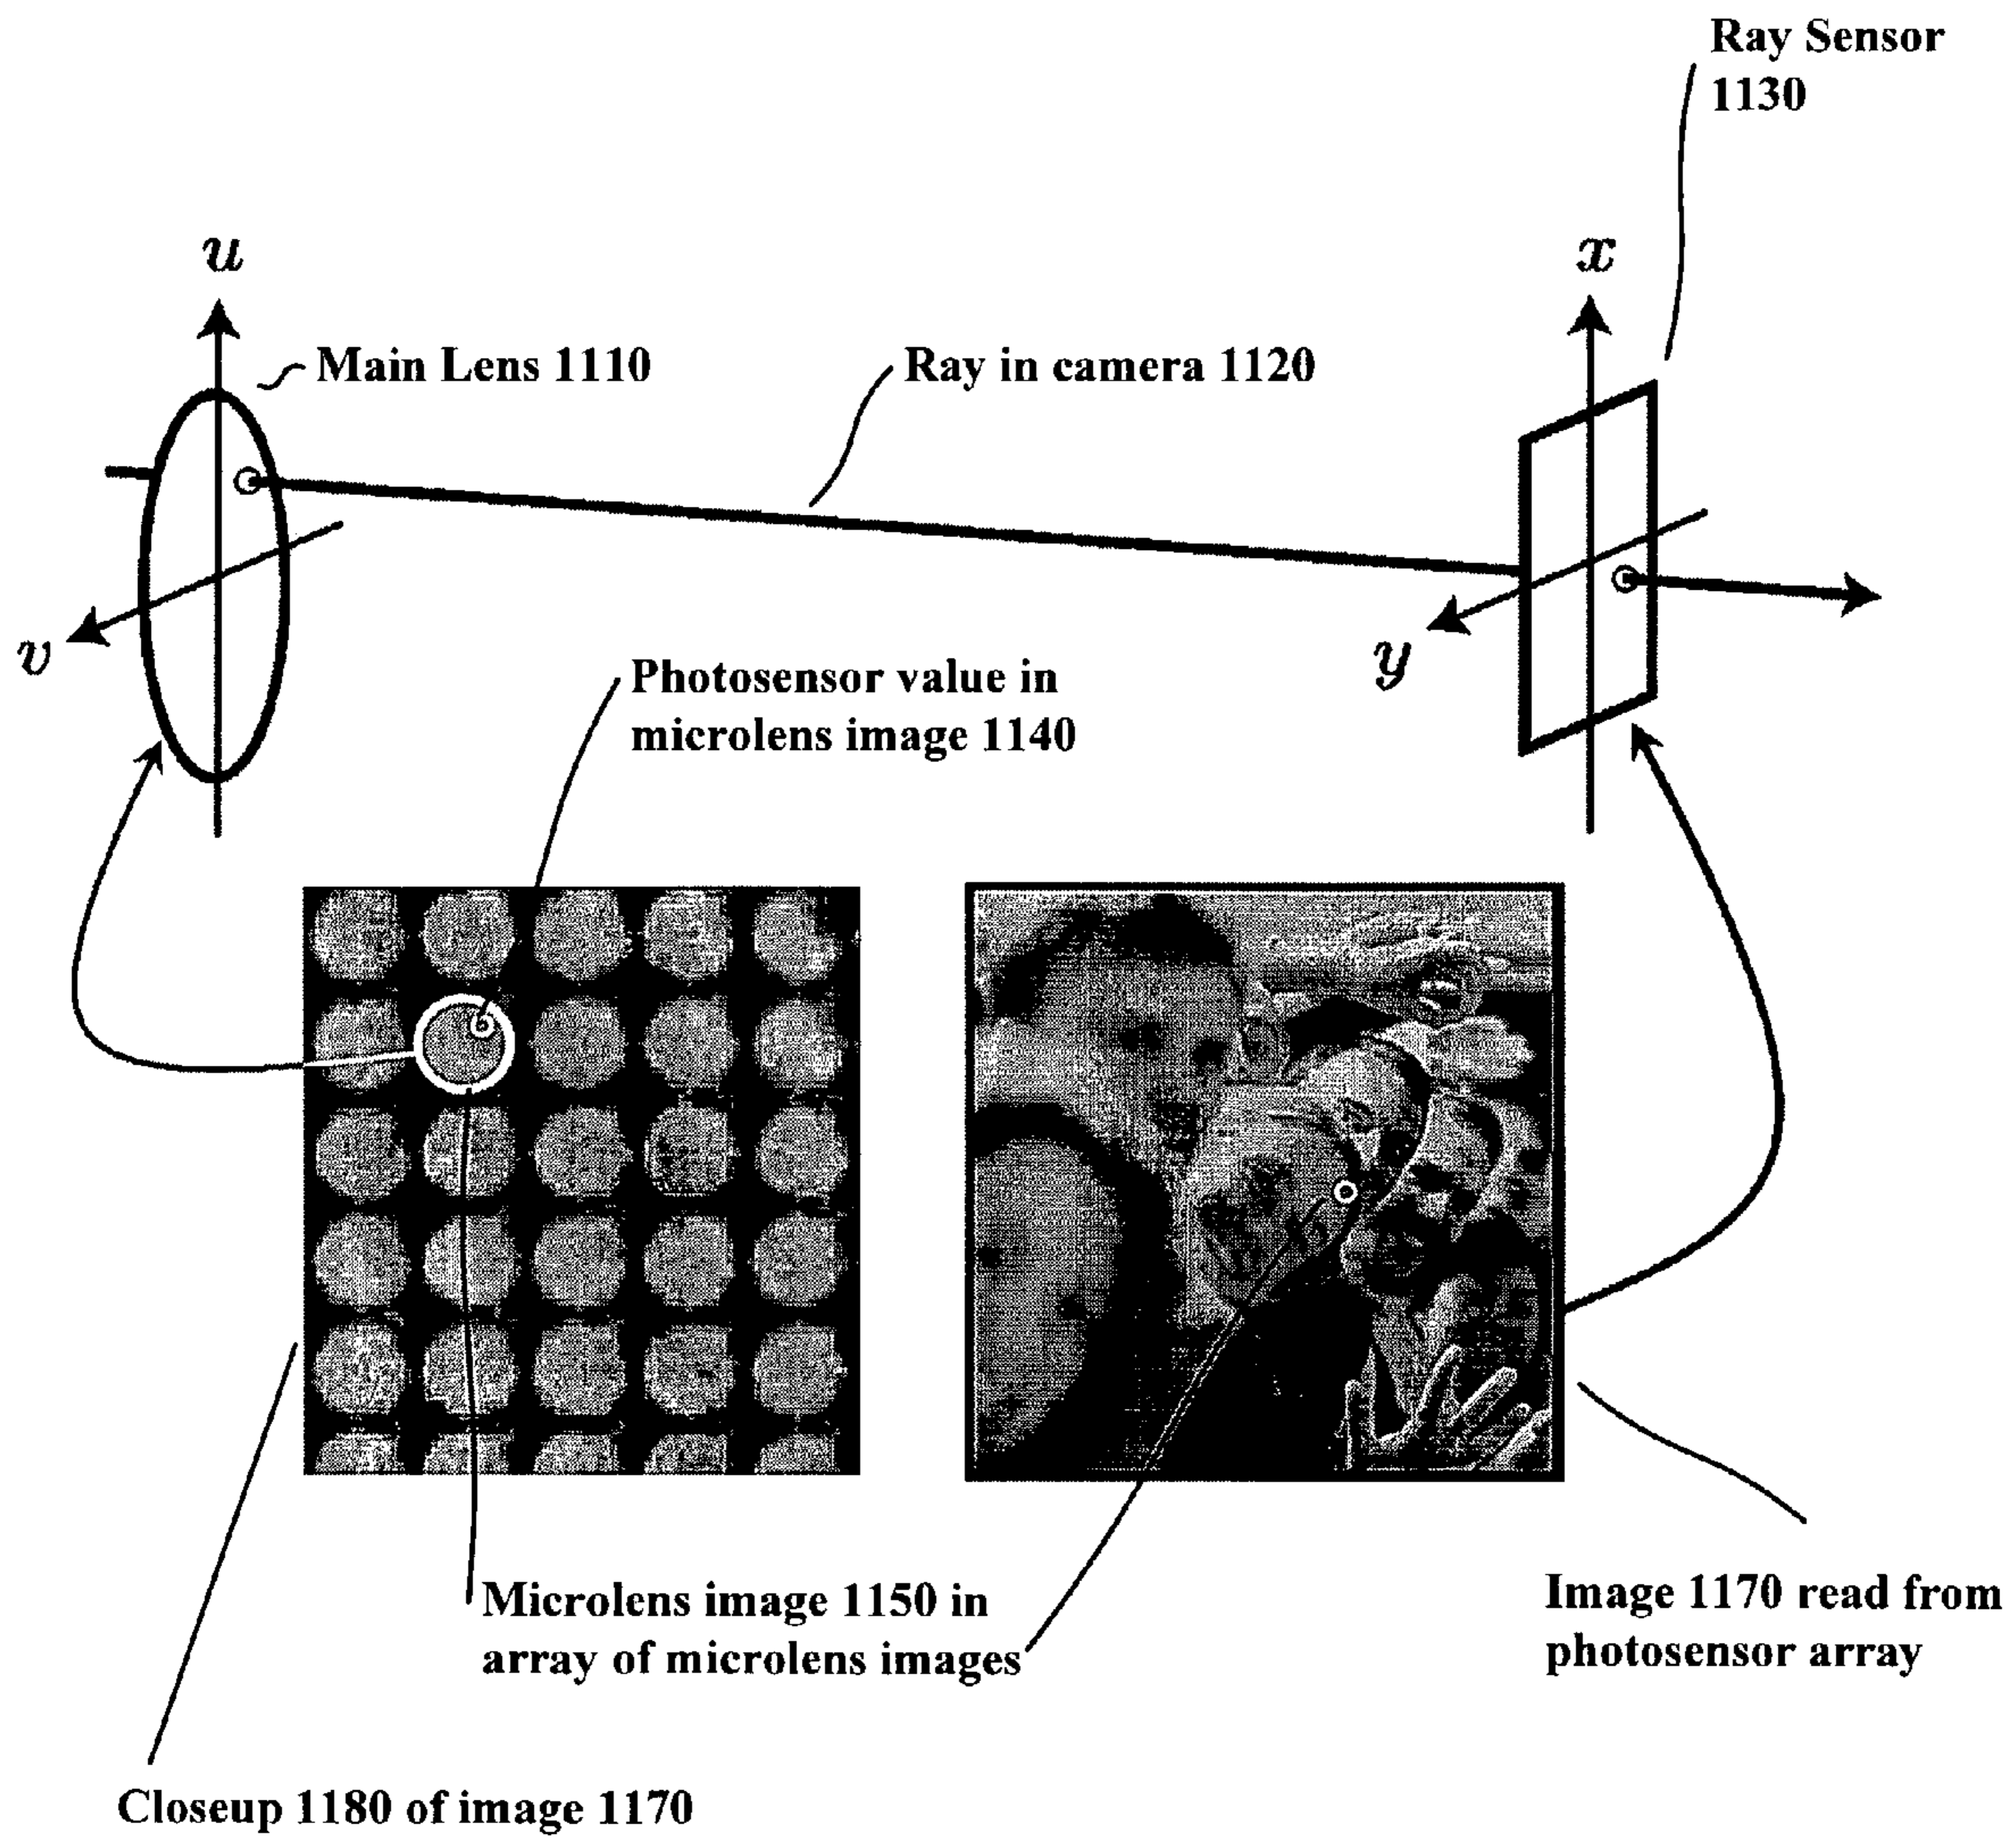 Ray Sensor
1130
u
x
Main Lens 1110
Ray in camera 1120
v
y
Photosensor value in
microlens image 1140
Microlens image 1150 in
array of microlens images
Image 1170 read from
photosensor array
Closeup 1180 of image 1170